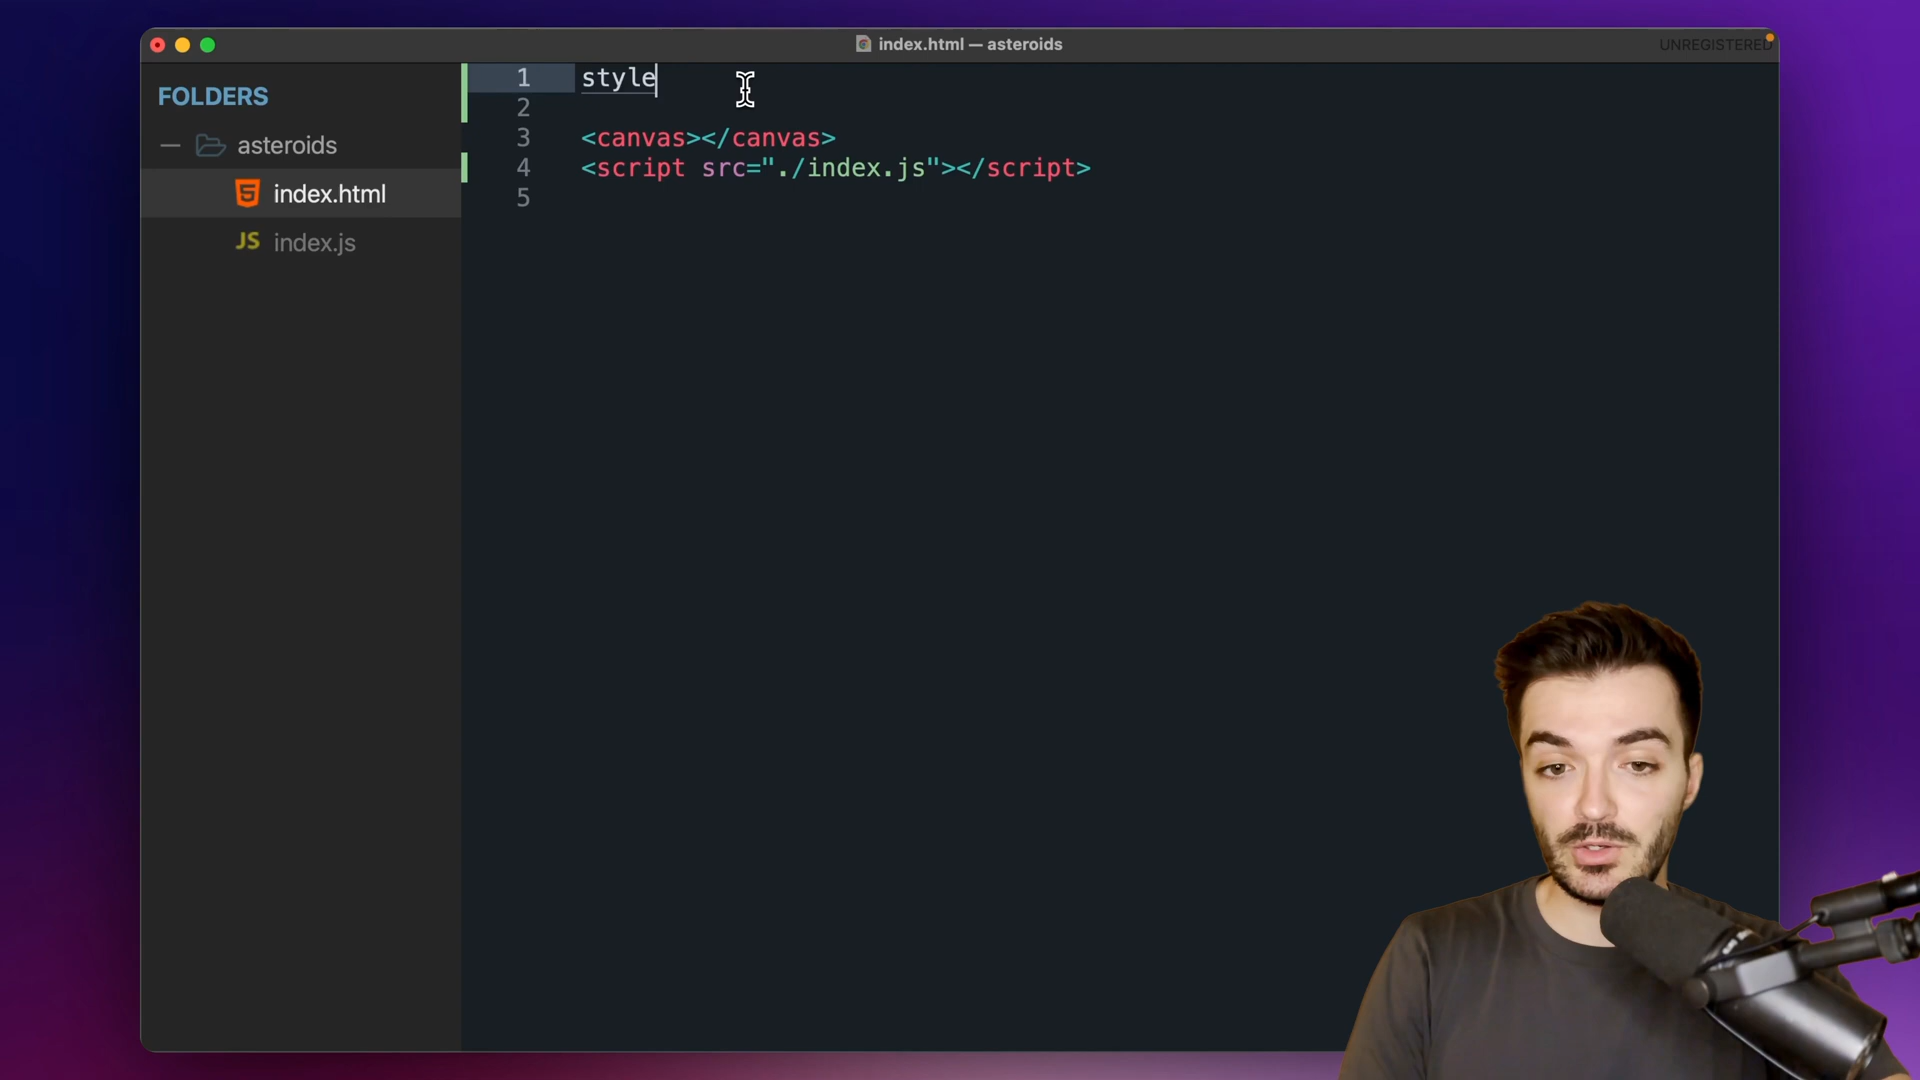 index.html — asteroids
UNREGISTERED
FOLDERS
asteroids
index.html
JS index.js
1 style
2
3 <canvas></canvas>
4 <script src="./index.js"></script>
5